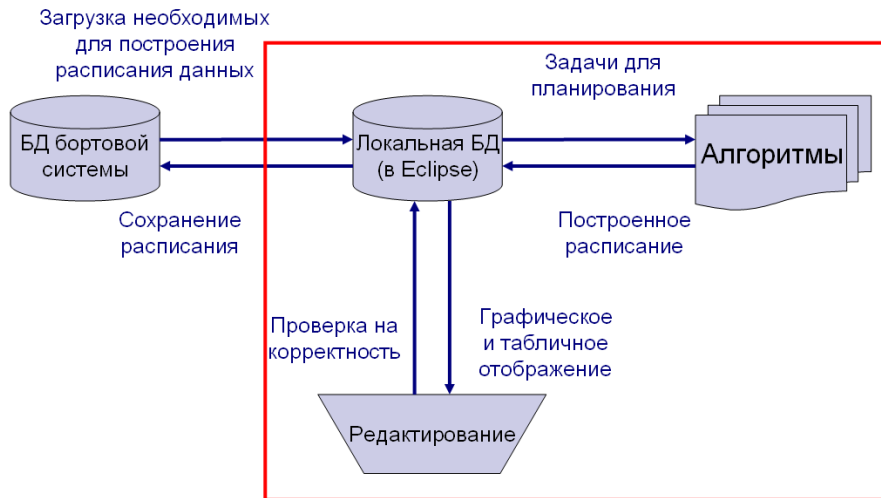 Загрузка необходимых
для построения
расписания данных
Задачи для
планирования
БД бортовой
системы
Локальная БД
(в Eclipse)
Алгоритмы
Сохранение
расписания
Построенное
расписание
Проверка на
корректность
Графическое
и табличное
отображение
Редактирование